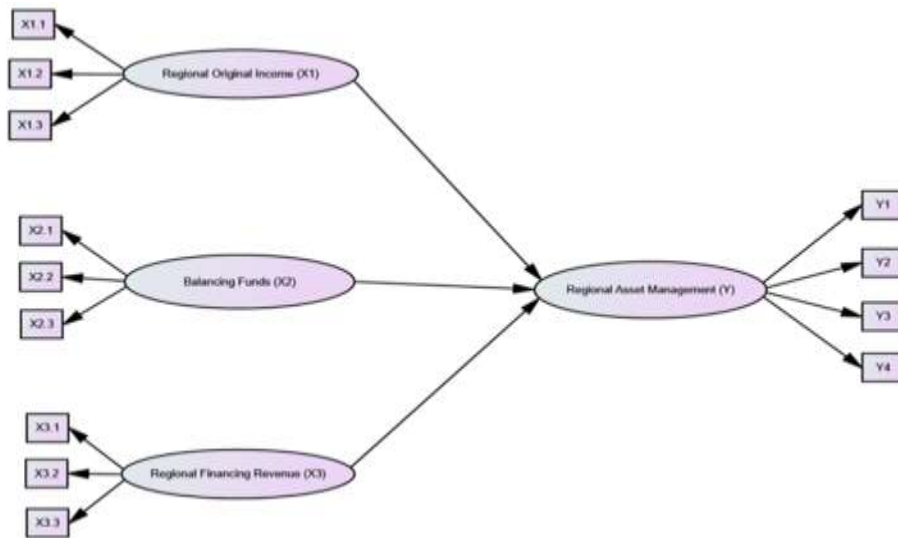 X1.1
X1.2
X1.3
Regional Original Income (X1)
X2.1
X2.2
X2.3
Balancing Funds (X2)
X3.1
X3.2
X3.3
Regional Financing Revenue (X3)
Regional Asset Management (Y)
Y1
Y2
Y3
Y4